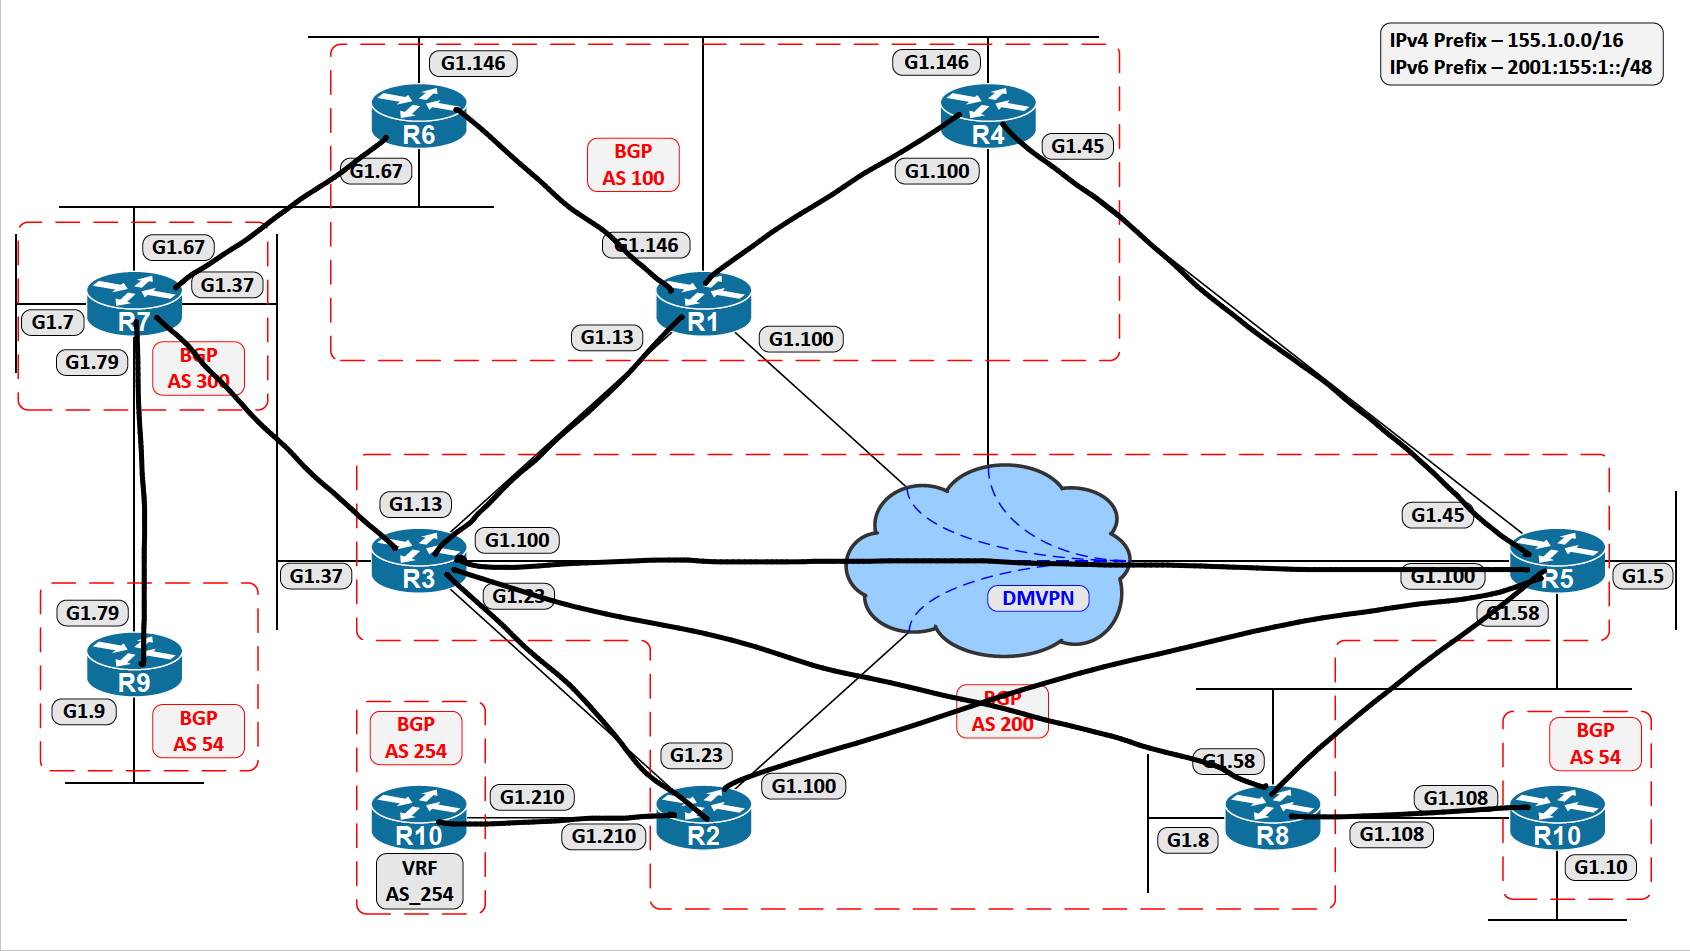 IPv4 Prefix – 155.1.0.0/16
IPv6 Prefix – 2001:155:1::/48
G1.146
G1.146
R6
R4
BGP
AS 100
G1.45
G1.67
G1.100
G1.67
G1.146
G1.37
G1.7
R7
R1
G1.13
G1.100
G1.79
BGP
AS 300
G1.13
G1.45
G1.100
R3
G1.37
G1.23
DMVPN
G1.100
R5
G1.5
G1.58
G1.79
R9
G1.9
BGP
AS 54
BGP
AS 254
BGP
AS 200
G1.23
G1.58
BGP
AS 54
G1.210
G1.100
G1.108
R10
G1.210
R2
G1.8
R8
G1.108
R10
VRF
AS_254
G1.10